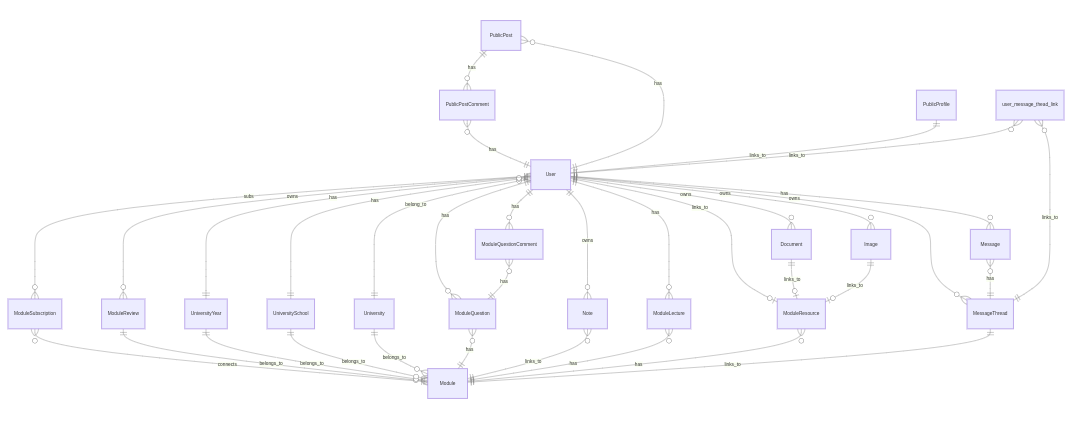 PublicPost
has
has
PublicPostComment
PublicProfile
user_message_thead_link
has
links_to
links_to
User
subs
owns
has
has
belong_to
has
has
owns
has
links_to
owns
owns
owns
has
links_to
ModuleQuestionComment
Document
Image
Message
has
links_to
links_to
has
ModuleSubscription
ModuleReview
UniversityYear
UniversitySchool
University
ModuleQuestion
Note
ModuleLecture
ModuleResource
MessageThread
connects
belongs_to
belongs_to
belongs_to
belongs_to
has
links_to
has
has
links_to
Module